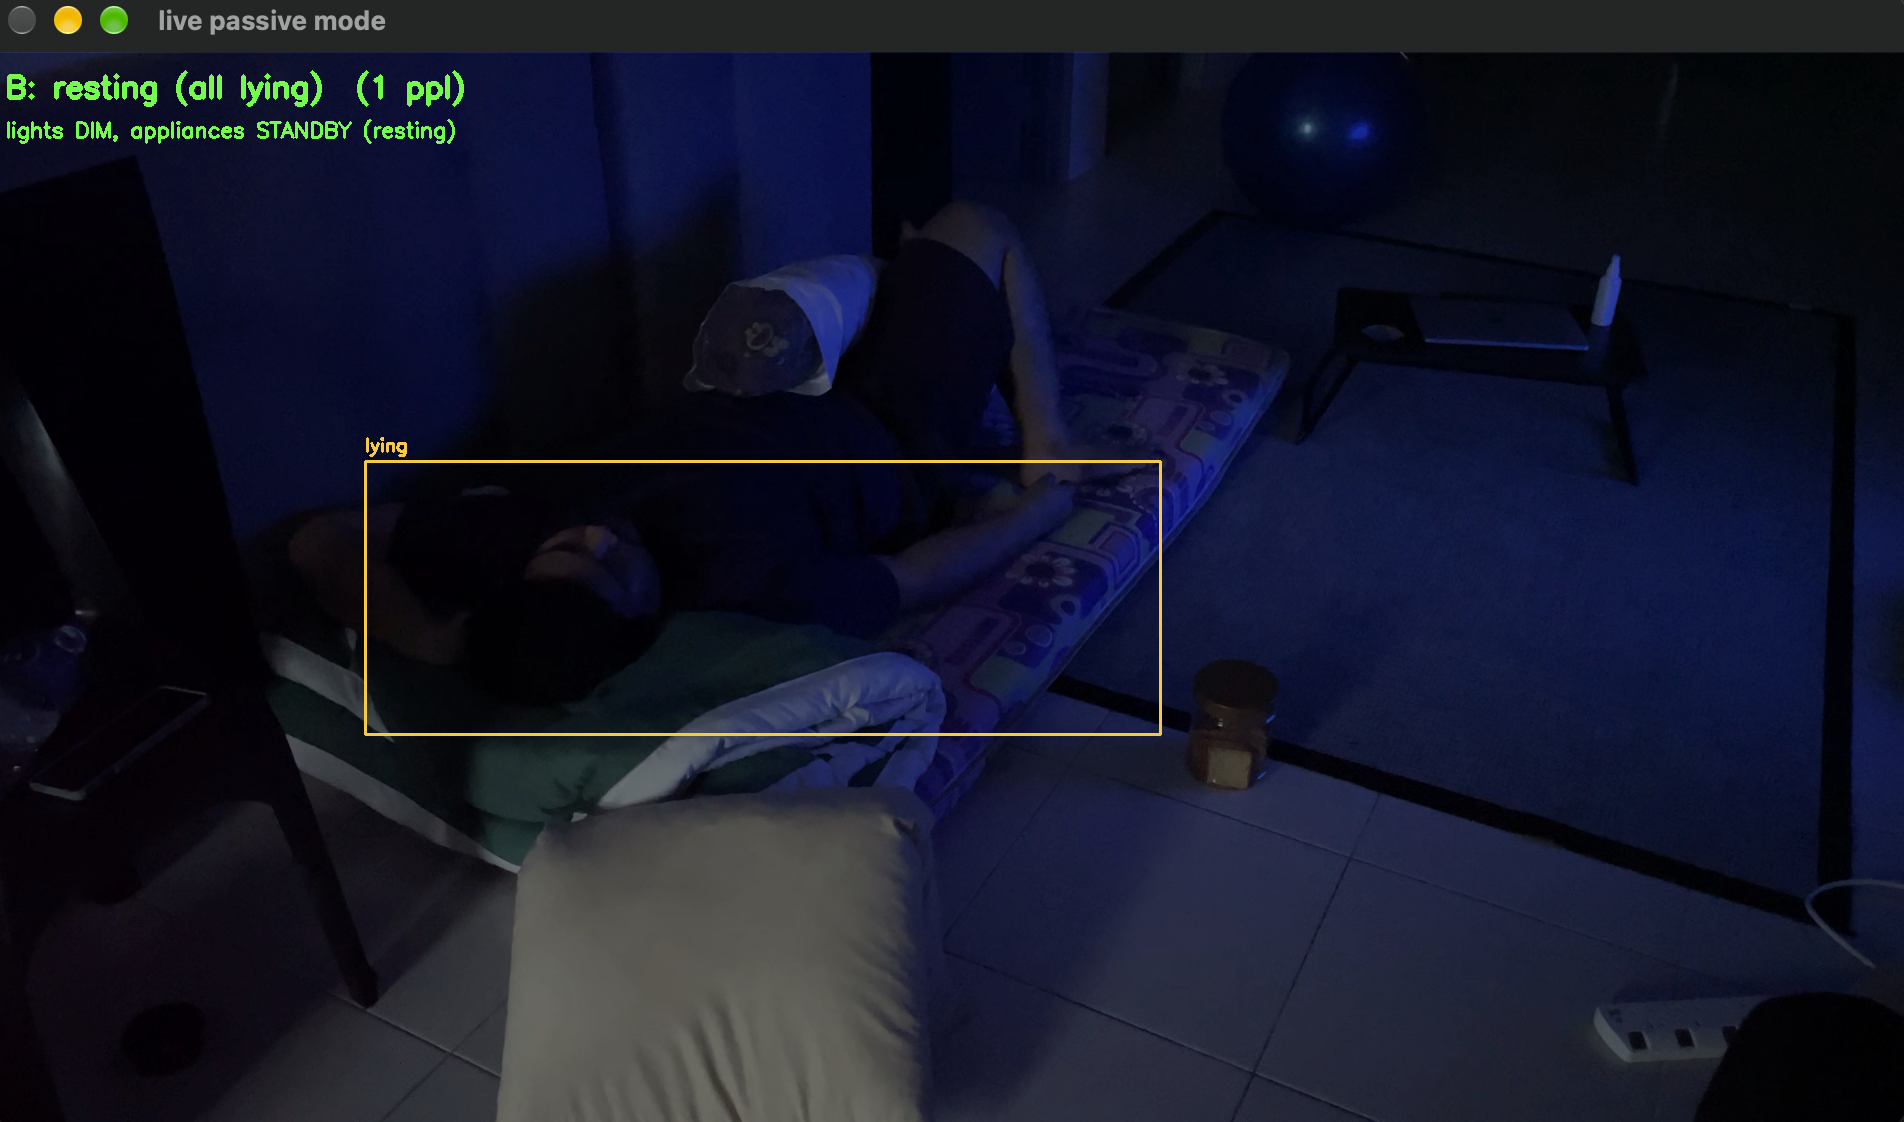 live passive mode
B: resting (all lying) (1 ppl)
lights DIM, appliances STANDBY (resting)
lying